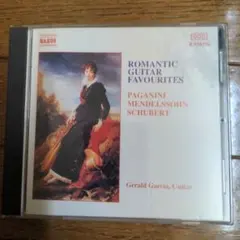 NAXOS
ROMANTIC
GUITAR
FAVOURITES
PAGANINI
MENDELSSOHN
SCHUBERT
Gerald Garcia, Guitar